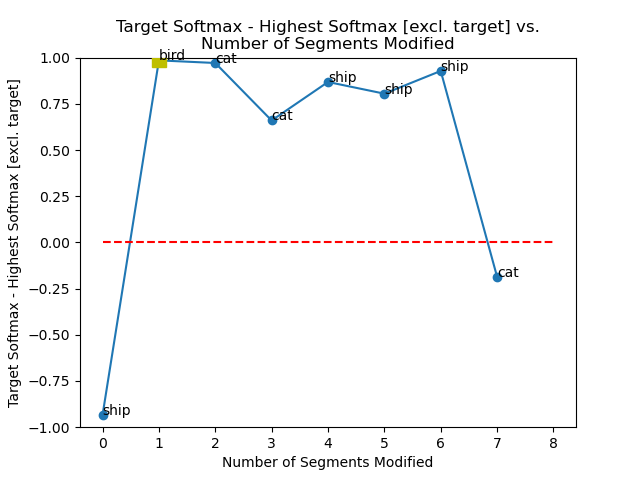 Target Softmax - Highest Softmax [excl. target] vs.
Number of Segments Modified
Target Softmax - Highest Softmax [excl. target]
1.00
0.75
0.50
0.25
0.00
−0.25
−0.50
−0.75
−1.00
bird
cat
cat
ship
ship
ship
cat
ship
0 1 2 3 4 5 6 7 8
Number of Segments Modified